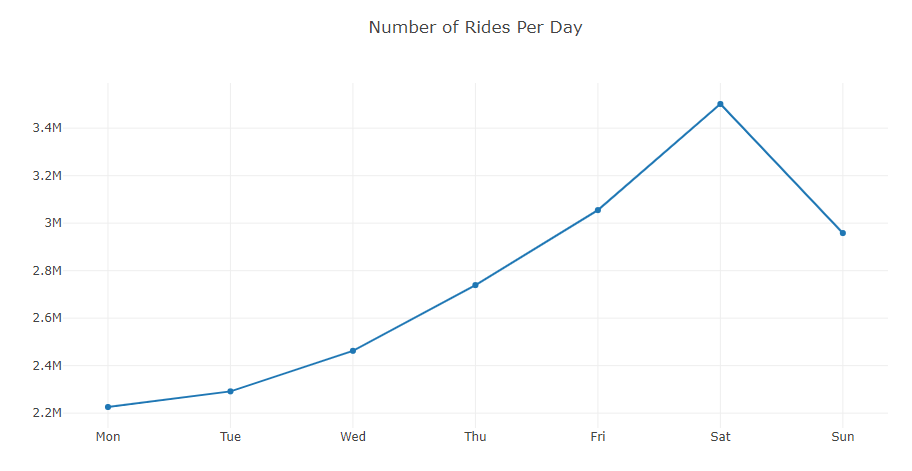 Number of Rides Per Day
3.4M
3.2M
3M
2.8M
2.6M
2.4M
2.2M
Mon Tue Wed Thu Fri Sat Sun